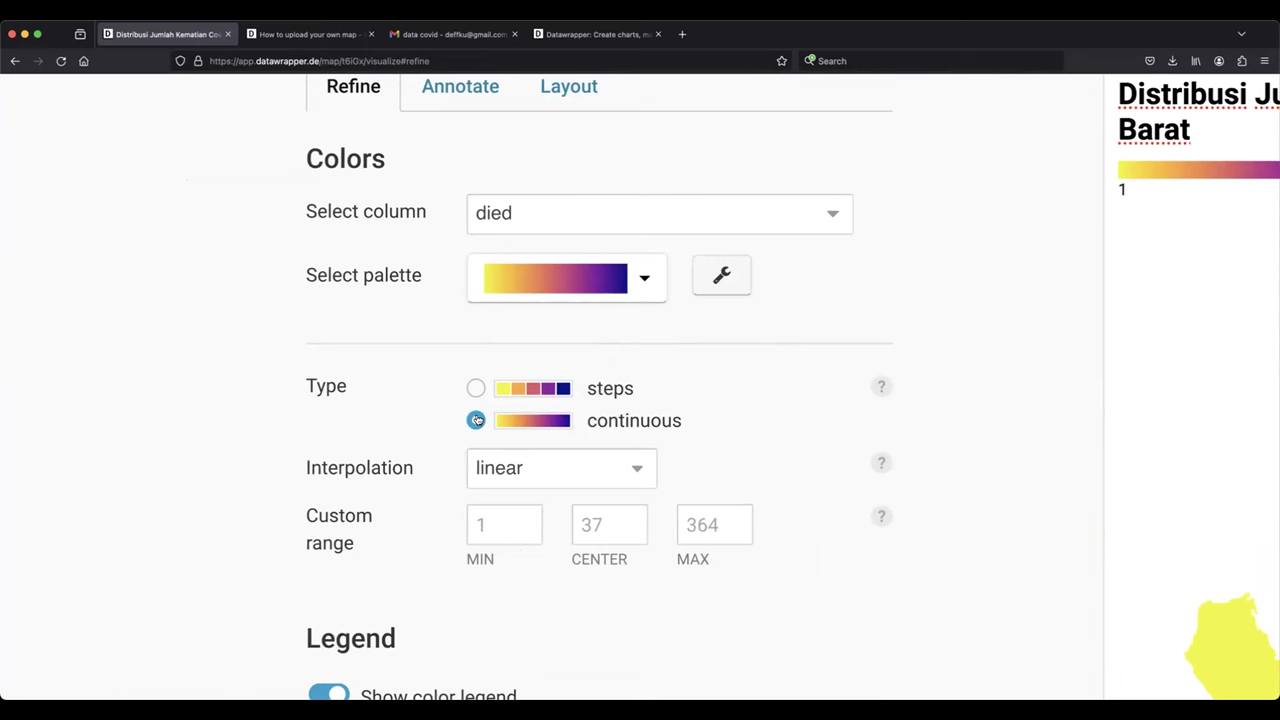 Distribusi Jumlah Kematian Cov
How to upload your own map -
data covid - deffku@gmail.com
Datawrapper: Create charts, ma
https://app.datawrapper.de/map/t6iGx/visualize#refine
Search
Refine
Annotate
Layout
Distribusi Ju
Barat
1
Colors
Select column
died
Select palette
Type
steps
?
continuous
Interpolation
linear
?
Custom
range
1
37
364
?
MIN
CENTER
MAX
Legend
Show color legend